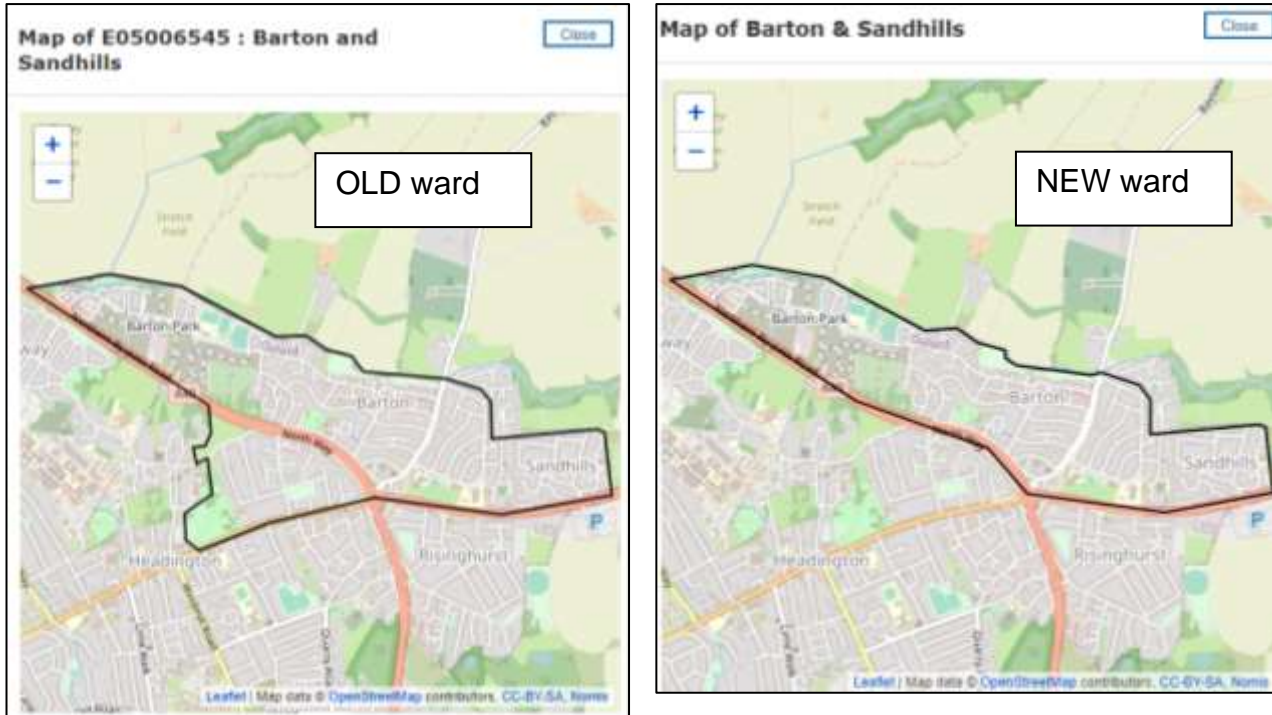 Map of E05006545 : Barton and
Sandhills
Close
+
−
OLD ward
Barton Park
Barton
North Way
Sandhills
P
Headington
Risinghurst
Leaflet | Map data © OpenStreetMap contributors, CC-BY-SA, Nomis
Map of Barton & Sandhills
Close
+
−
NEW ward
Barton Park
Barton
Sandhills
P
Headington
Risinghurst
Leaflet | Map data © OpenStreetMap contributors, CC-BY-SA, Nomis